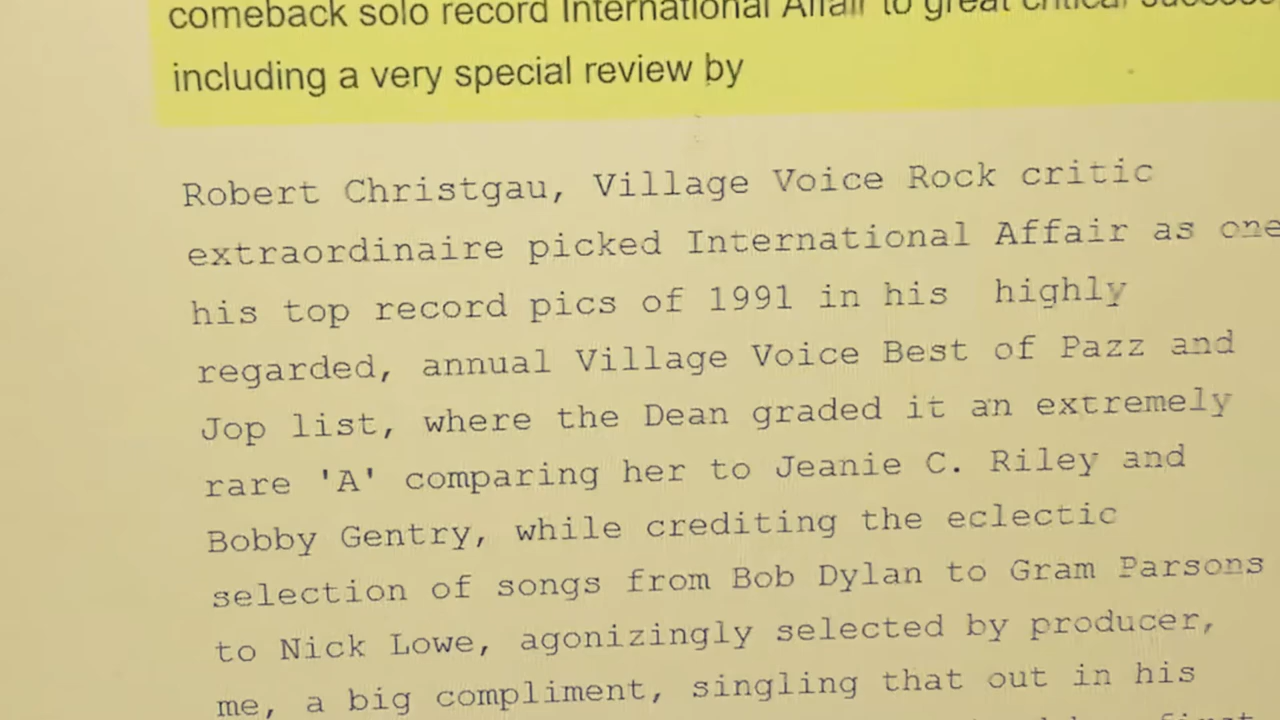 comeback solo record International Affair to great critical success,
including a very special review by
Robert Christgau, Village Voice Rock critic
extraordinaire picked International Affair as one
his top record pics of 1991 in his highly
regarded, annual Village Voice Best of Pazz and
Jop list, where the Dean graded it an extremely
rare 'A' comparing her to Jeanie C. Riley and
Bobby Gentry, while crediting the eclectic
selection of songs from Bob Dylan to Gram Parsons
to Nick Lowe, agonizingly selected by producer,
me, a big compliment, singling that out in his
first